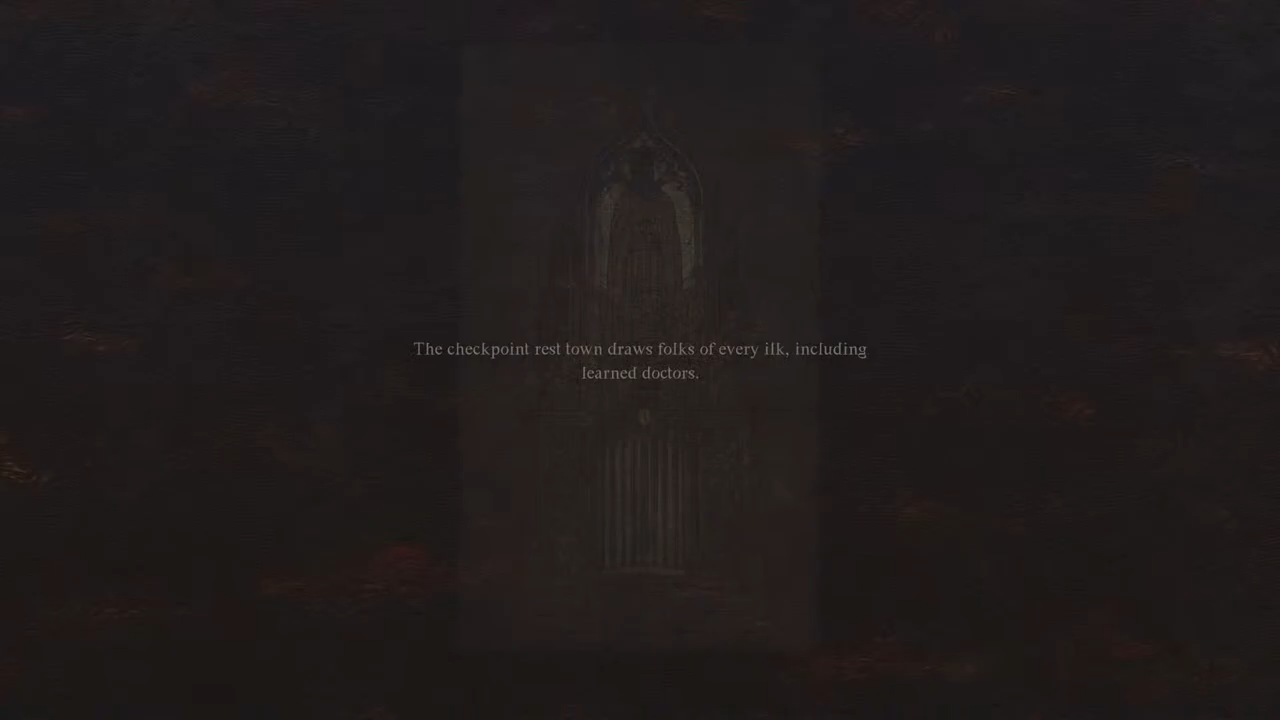 The checkpoint rest town draws folks of every ilk, including
learned doctors.